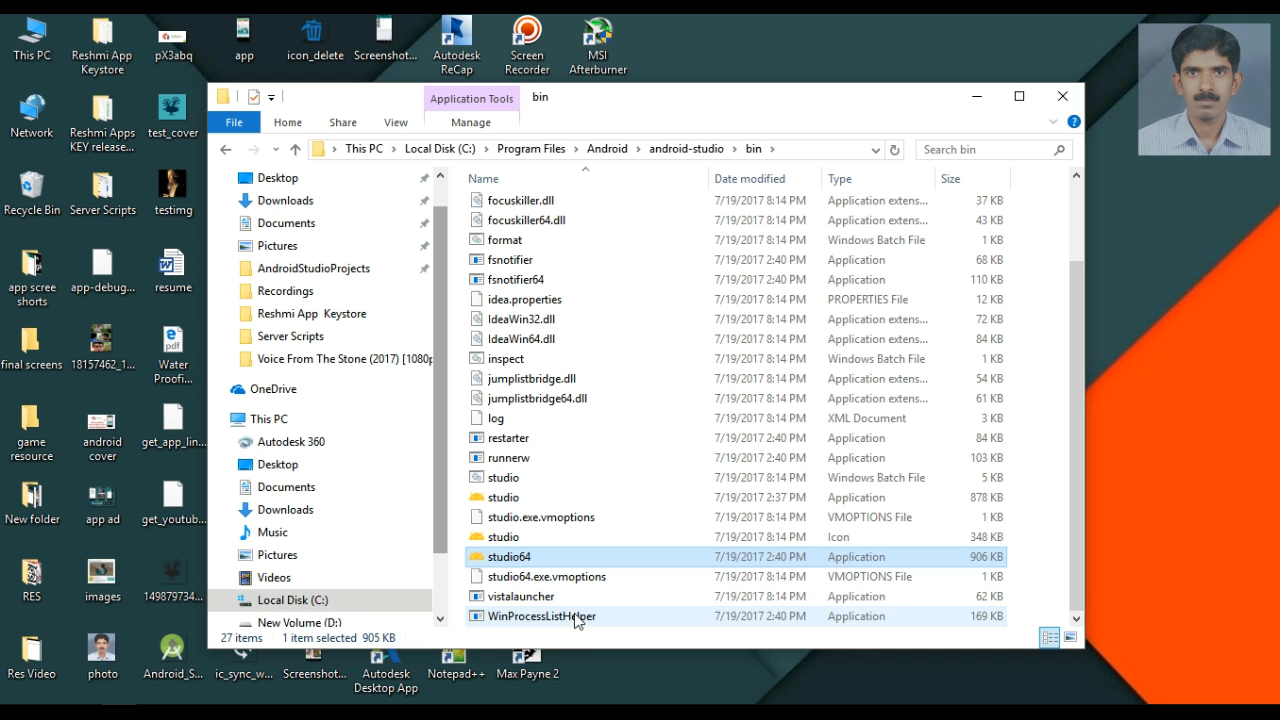 This PC
Reshmi App
Keystore
pX3abq
app
icon_delete
Screenshot...
Autodesk
ReCap
Screen
Recorder
MSI
Afterburner
Network
Reshmi Apps
KEY release...
test_cover
Recycle Bin
Server Scripts
testimg
app scree
shorts
app-debug...
resume
final screens
18157462_1...
Water
Proofi...
game
resource
android
cover
get_app_lin...
New folder
app ad
get_youtub...
RES
images
149879734...
Res Video
photo
Android_S...
ic_sync_w...
Screenshot...
Autodesk
Desktop App
Notepad++
Max Payne 2
Application Tools
bin
File
Home
Share
View
Manage
This PC > Local Disk (C:) > Program Files > Android > android-studio > bin >
Search bin
Desktop
Downloads
Documents
Pictures
AndroidStudioProjects
Recordings
Reshmi App Keystore
Server Scripts
Voice From The Stone (2017) [1080p
OneDrive
This PC
Autodesk 360
Desktop
Documents
Downloads
Music
Pictures
Videos
Local Disk (C:)
New Volume (D:)
Name Date modified Type Size
focuskiller.dll 7/19/2017 8:14 PM Application extens... 37 KB
focuskiller64.dll 7/19/2017 8:14 PM Application extens... 43 KB
format 7/19/2017 8:14 PM Windows Batch File 1 KB
fsnotifier 7/19/2017 2:40 PM Application 68 KB
fsnotifier64 7/19/2017 2:40 PM Application 110 KB
idea.properties 7/19/2017 8:14 PM PROPERTIES File 12 KB
IdeaWin32.dll 7/19/2017 8:14 PM Application extens... 72 KB
IdeaWin64.dll 7/19/2017 8:14 PM Application extens... 84 KB
inspect 7/19/2017 8:14 PM Windows Batch File 1 KB
jumplistbridge.dll 7/19/2017 8:14 PM Application extens... 54 KB
jumplistbridge64.dll 7/19/2017 8:14 PM Application extens... 61 KB
log 7/19/2017 8:14 PM XML Document 3 KB
restarter 7/19/2017 2:40 PM Application 84 KB
runnerw 7/19/2017 2:40 PM Application 103 KB
studio 7/19/2017 8:14 PM Windows Batch File 5 KB
studio 7/19/2017 2:37 PM Application 878 KB
studio.exe.vmoptions 7/19/2017 8:14 PM VMOPTIONS File 1 KB
studio 7/19/2017 8:14 PM Icon 348 KB
studio64 7/19/2017 2:40 PM Application 906 KB
studio64.exe.vmoptions 7/19/2017 8:14 PM VMOPTIONS File 1 KB
vistalauncher 7/19/2017 8:14 PM Application 62 KB
WinProcessListHelper 7/19/2017 2:40 PM Application 169 KB
27 items 1 item selected 905 KB